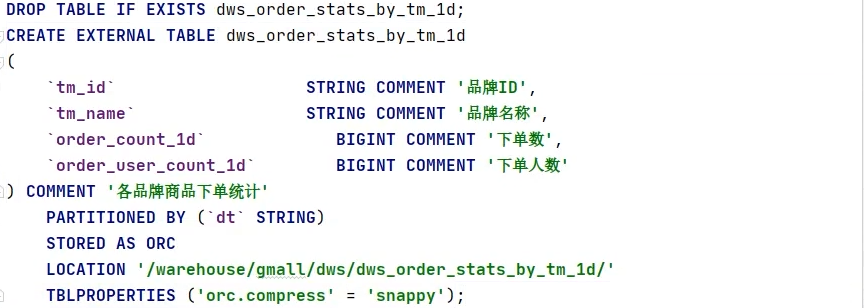 DROP TABLE IF EXISTS dws_order_stats_by_tm_1d;
CREATE EXTERNAL TABLE dws_order_stats_by_tm_1d
(
`tm_id` STRING COMMENT '品牌ID',
`tm_name` STRING COMMENT '品牌名称',
`order_count_1d` BIGINT COMMENT '下单数',
`order_user_count_1d` BIGINT COMMENT '下单人数'
) COMMENT '各品牌商品下单统计'
PARTITIONED BY (`dt` STRING)
STORED AS ORC
LOCATION '/warehouse/gmall/dws/dws_order_stats_by_tm_1d/'
TBLPROPERTIES ('orc.compress' = 'snappy');